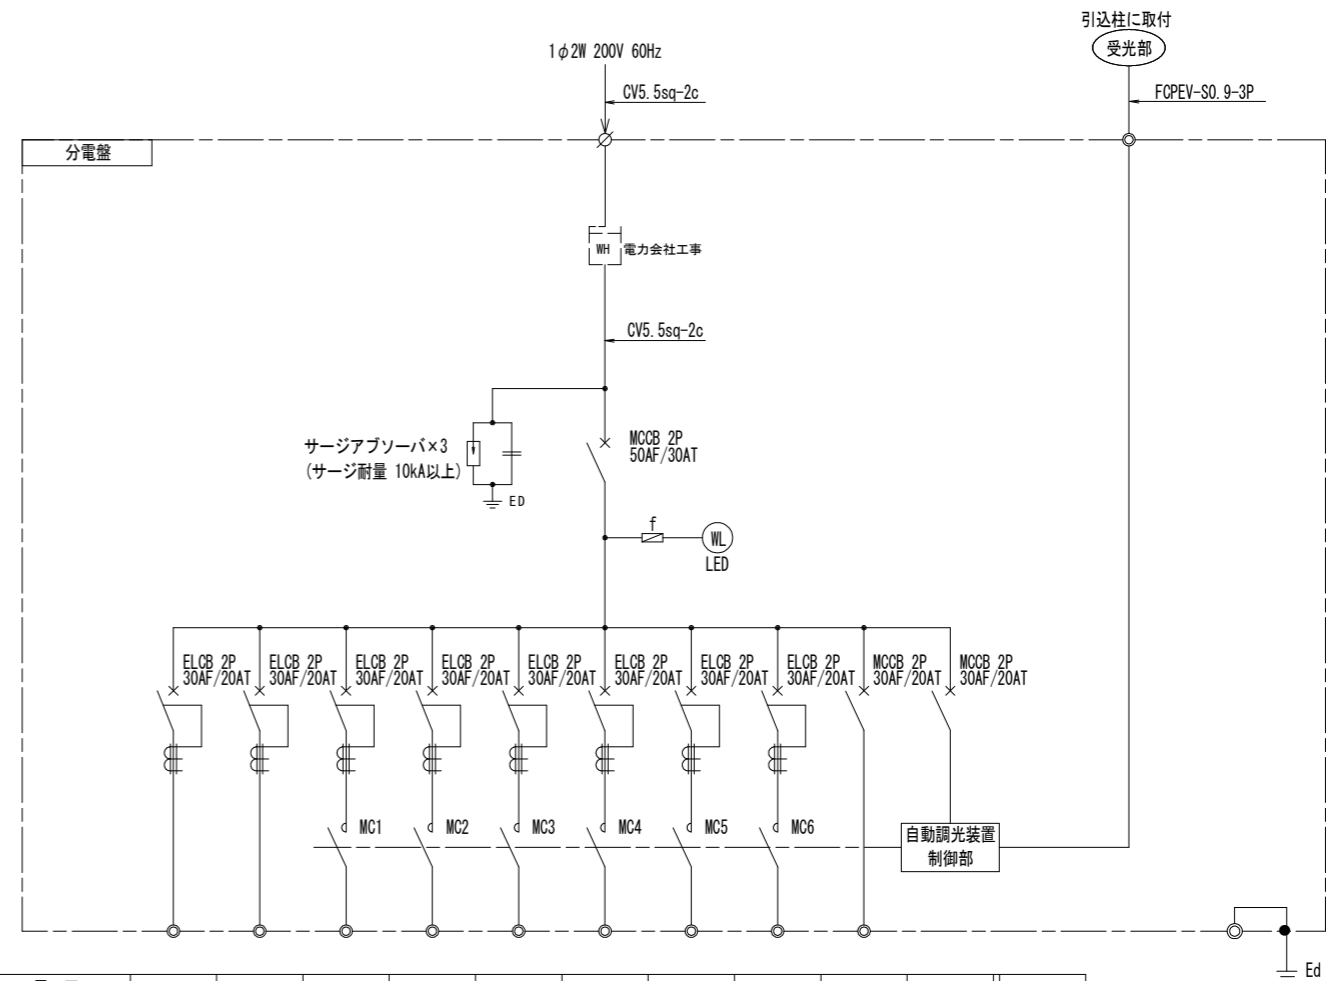 引込柱に取付
受光部
1φ2W 200V 60Hz
CV5.5sq-2c
FCPEV-S0.9-3P
分電盤
WH 電力会社工事
CV5.5sq-2c
サージアブソーバ×3
(サージ耐量 10kA以上)
ED
MCCB 2P
50AF/30AT
f
WL
LED
ELCB 2P
30AF/20AT
ELCB 2P
30AF/20AT
ELCB 2P
30AF/20AT
ELCB 2P
30AF/20AT
ELCB 2P
30AF/20AT
ELCB 2P
30AF/20AT
ELCB 2P
30AF/20AT
ELCB 2P
30AF/20AT
MCCB 2P
30AF/20AT
MCCB 2P
30AF/20AT
MC1
MC2
MC3
MC4
MC5
MC6
自動調光装置
制御部
Ed